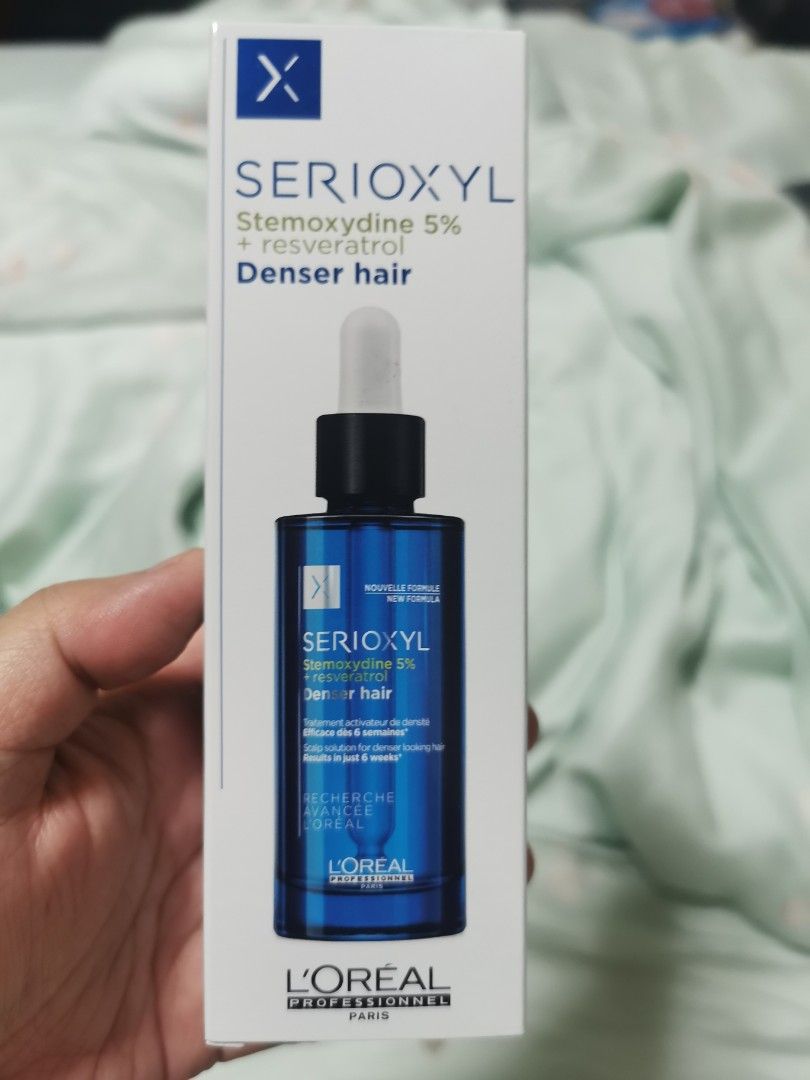 X
SERIOXYL
Stemoxydine 5%
+ resveratrol
Denser hair
X
NOUVELLE FORMULE
NEW FORMULA
SERIOXYL
Stemoxydine 5%
+ resveratrol
Denser hair
Traitement activateur de densité
Efficace dès 6 semaines*
Scalp solution for denser looking hair
Results in just 6 weeks*
RECHERCHE
AVANCÉE
L'ORÉAL
L'ORÉAL
PROFESSIONNEL
PARIS
L'ORÉAL
PROFESSIONNEL
PARIS